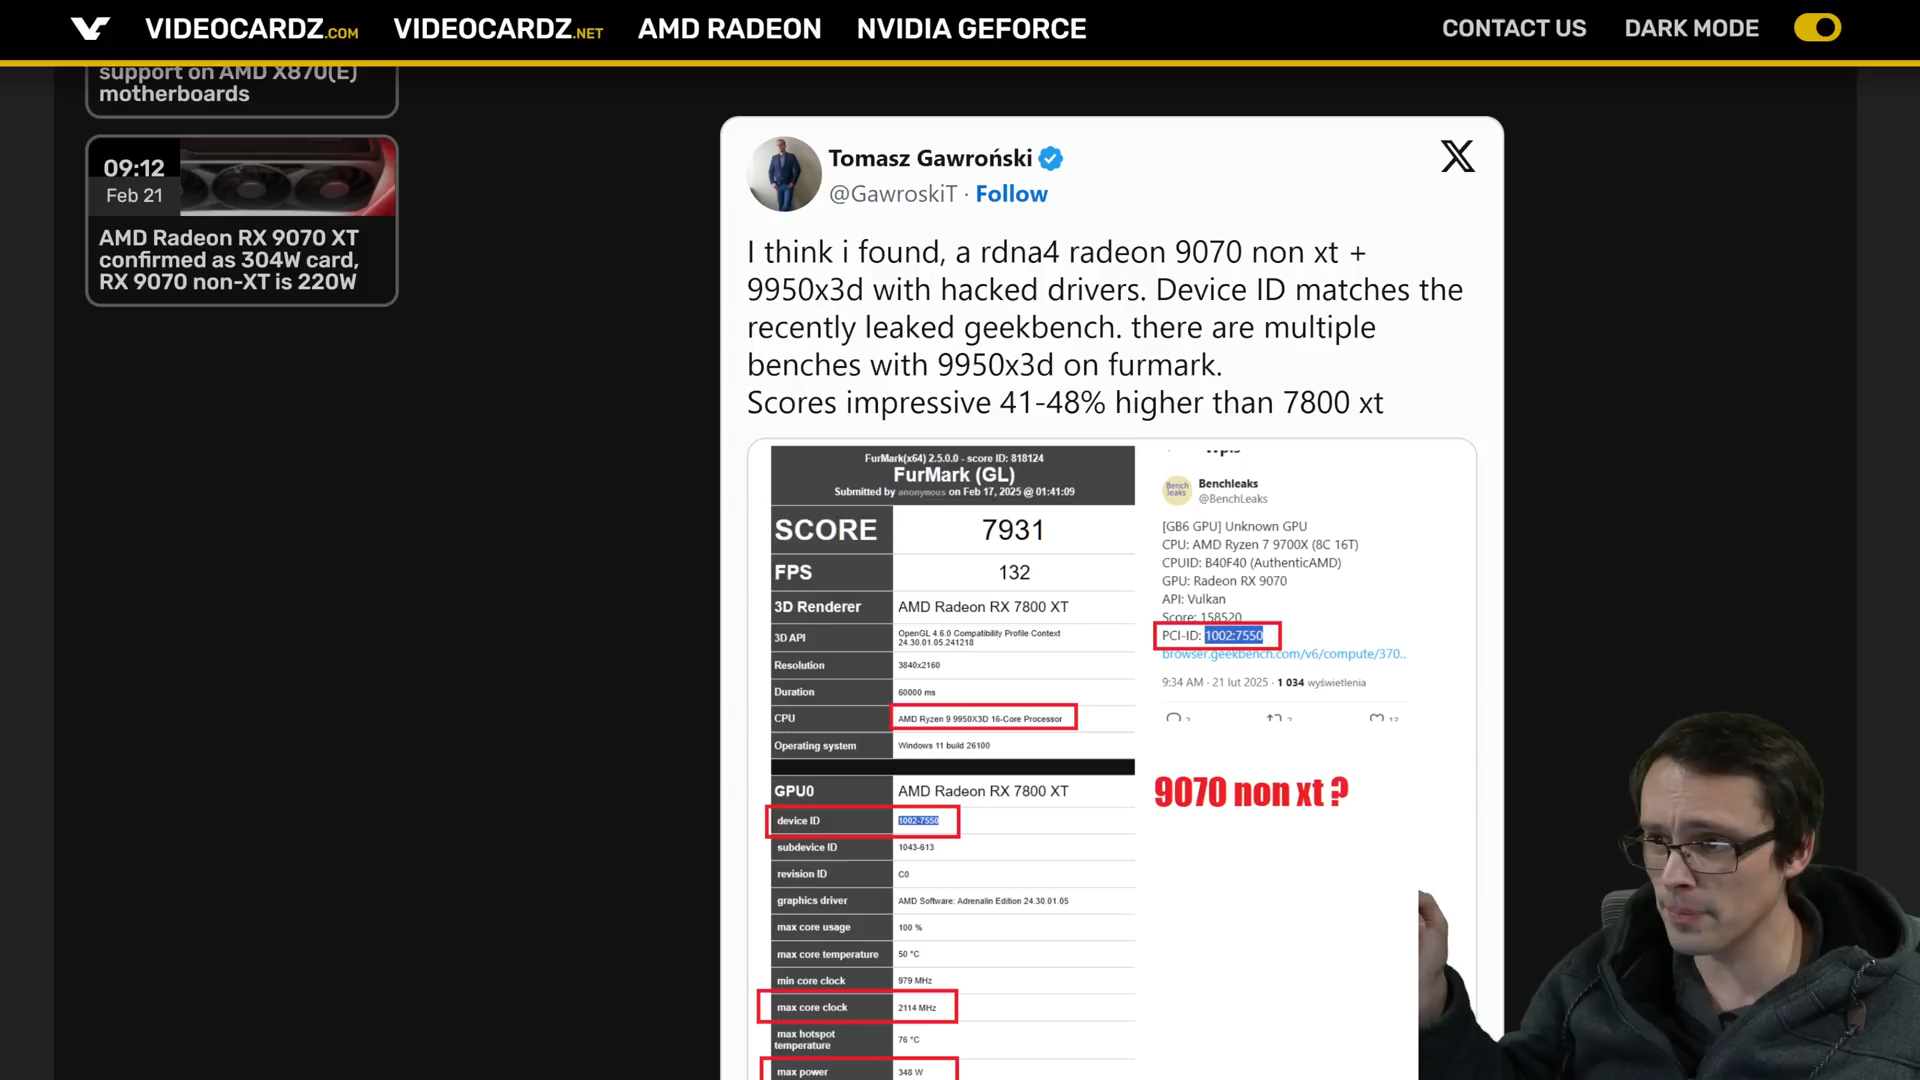 VIDEOCARDZ.COM
VIDEOCARDZ.NET
AMD RADEON
NVIDIA GEFORCE
CONTACT US
DARK MODE
support on AMD X870(E)
motherboards
09:12
Feb 21
AMD Radeon RX 9070 XT
confirmed as 304W card,
RX 9070 non-XT is 220W
Tomasz Gawroński
@GawroskiT · Follow
I think i found, a rdna4 radeon 9070 non xt +
9950x3d with hacked drivers. Device ID matches the
recently leaked geekbench. there are multiple
benches with 9950x3d on furmark.
Scores impressive 41-48% higher than 7800 xt
FurMark(x64) 2.5.0.0 - score ID: 818124
FurMark (GL)
Submitted by anonymous on Feb 17, 2025 @ 01:41:09
SCORE 7931
FPS 132
3D Renderer AMD Radeon RX 7800 XT
3D API OpenGL 4.6.0 Compatibility Profile Context
24.30.01.05.241218
Resolution 3840x2160
Duration 60000 ms
CPU AMD Ryzen 9 9950X3D 16-Core Processor
Operating system Windows 11 build 26100
GPU0 AMD Radeon RX 7800 XT
device ID 1002-7550
subdevice ID 1043-613
revision ID C0
graphics driver AMD Software: Adrenalin Edition 24.30.01.05
max core usage 100 %
max core temperature 50 °C
min core clock 979 MHz
max core clock 2114 MHz
max hotspot
temperature 76 °C
max power 348 W
Bench
leaks
Benchleaks
@BenchLeaks
[GB6 GPU] Unknown GPU
CPU: AMD Ryzen 7 9700X (8C 16T)
CPUID: B40F40 (AuthenticAMD)
GPU: Radeon RX 9070
API: Vulkan
Score: 158520
PCI-ID: 1002:7550
browser.geekbench.com/v6/compute/370..
9:34 AM · 21 lut 2025 · 1 034 wyświetlenia
9070 non xt ?